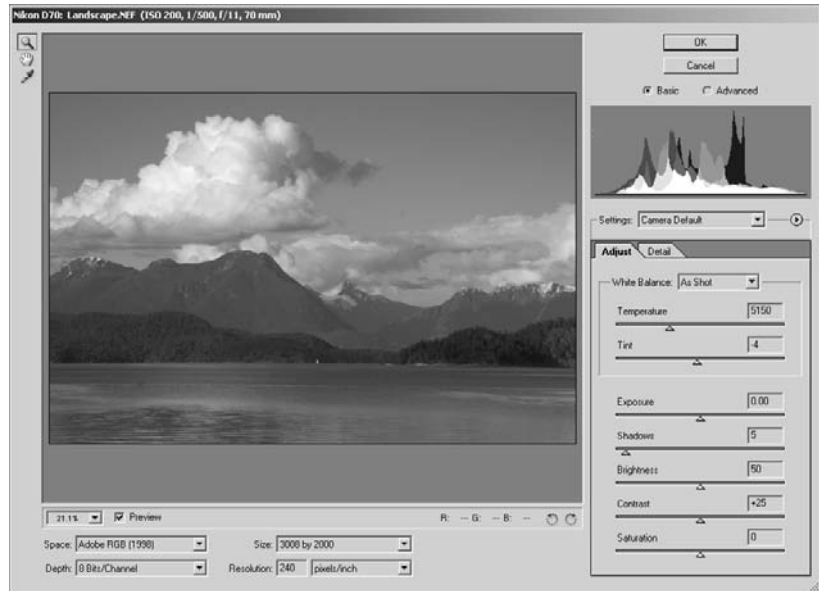 Nikon D70: Landscape.NEF (ISO 200, 1/500, f/11, 70 mm)
OK
Cancel
Basic Advanced
Settings: Camera Default
Adjust Detail
White Balance: As Shot
Temperature 5150
Tint -4
Exposure 0.00
Shadows 5
Brightness 50
Contrast +25
Saturation 0
21.1% Preview R: -- G: -- B: --
Space: Adobe RGB (1998) Size: 3008 by 2000
Depth: 8 Bits/Channel Resolution: 240 pixels/inch